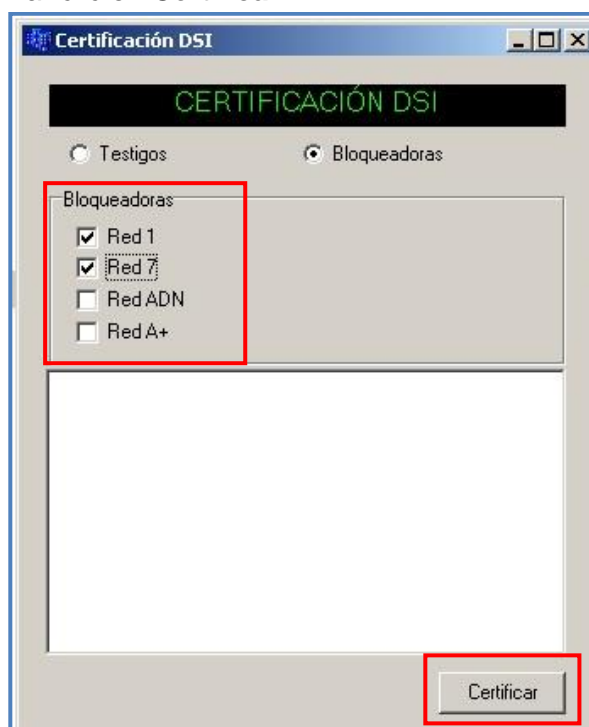 Certificación DSI
CERTIFICACIÓN DSI
Testigos
Bloqueadoras
Bloqueadoras
Red 1
Red 7
Red ADN
Red A+
Certificar